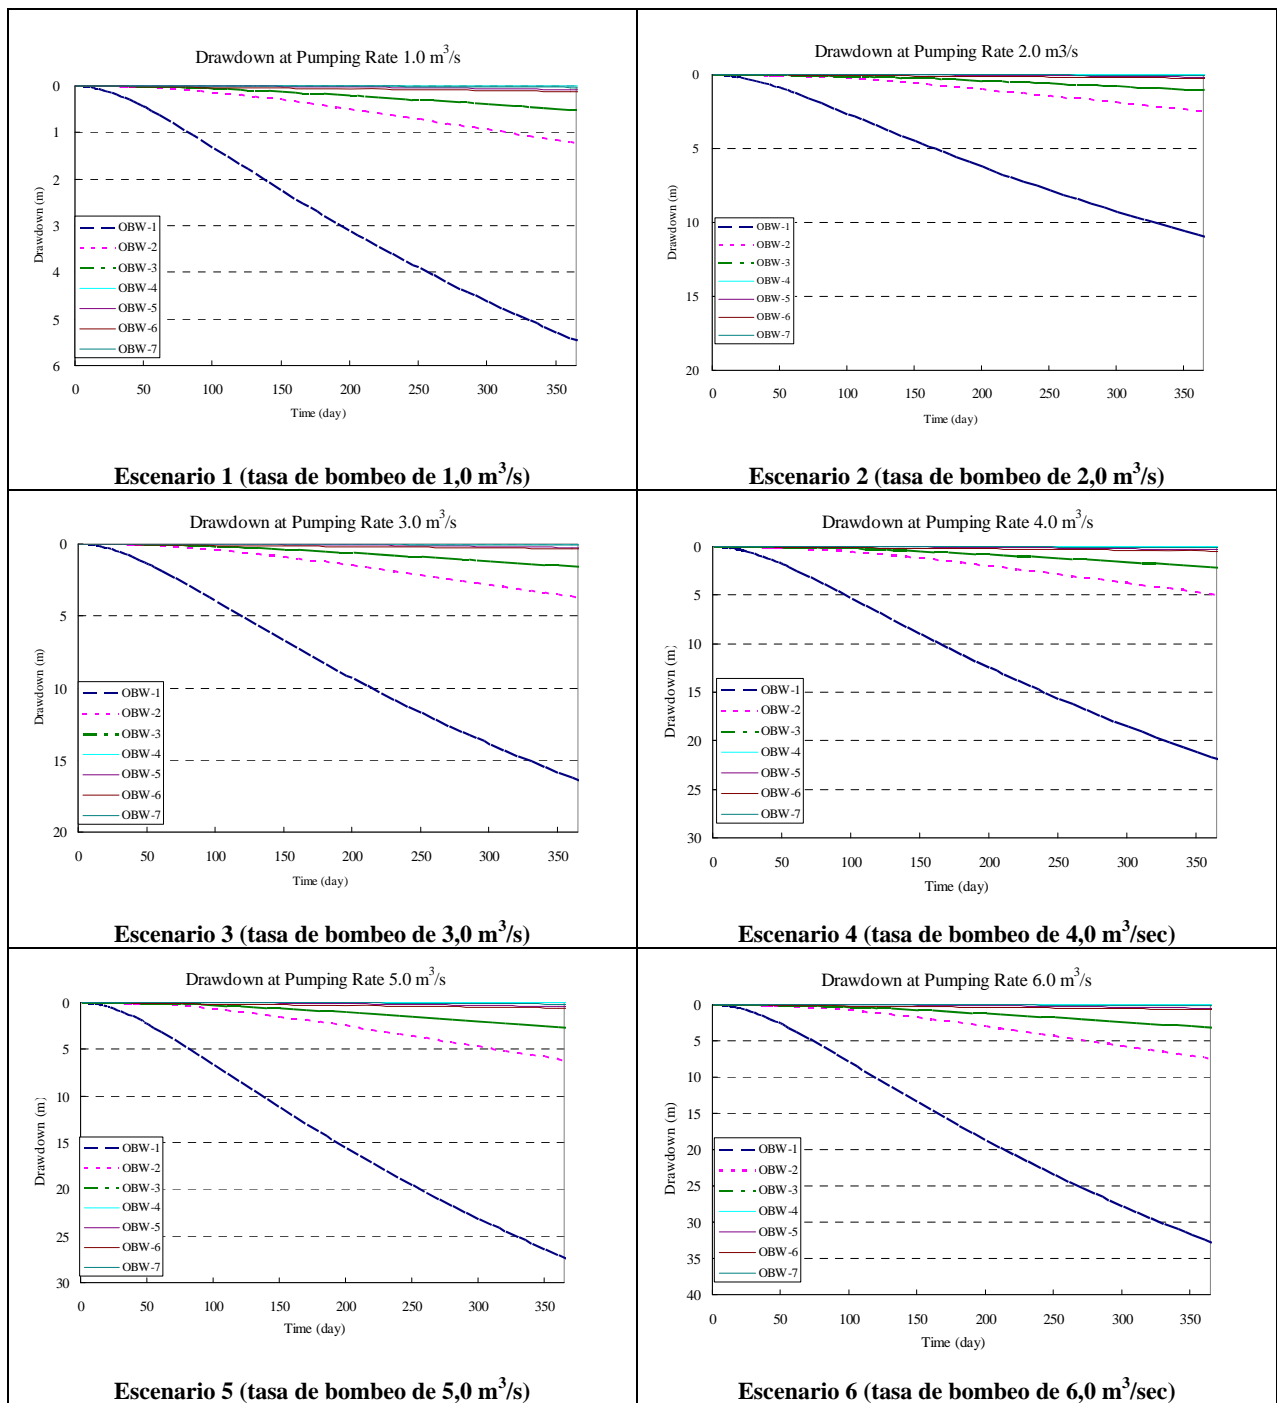 Drawdown at Pumping Rate 1.0 m³/s
0
1
2
3
4
5
6
Drawdown (m)
OBW-1
OBW-2
OBW-3
OBW-4
OBW-5
OBW-6
OBW-7
0 50 100 150 200 250 300 350
Time (day)
Escenario 1 (tasa de bombeo de 1,0 m³/s)
Drawdown at Pumping Rate 2.0 m3/s
0
5
10
15
20
Drawdown (m)
OBW-1
OBW-2
OBW-3
OBW-4
OBW-5
OBW-6
OBW-7
0 50 100 150 200 250 300 350
Time (day)
Escenario 2 (tasa de bombeo de 2,0 m³/s)
Drawdown at Pumping Rate 3.0 m³/s
0
5
10
15
20
Drawdown (m)
OBW-1
OBW-2
OBW-3
OBW-4
OBW-5
OBW-6
OBW-7
0 50 100 150 200 250 300 350
Time (day)
Escenario 3 (tasa de bombeo de 3,0 m³/s)
Drawdown at Pumping Rate 4.0 m³/s
0
5
10
15
20
25
30
Drawdown (m)
OBW-1
OBW-2
OBW-3
OBW-4
OBW-5
OBW-6
OBW-7
0 50 100 150 200 250 300 350
Time (day)
Escenario 4 (tasa de bombeo de 4,0 m³/sec)
Drawdown at Pumping Rate 5.0 m³/s
0
5
10
15
20
25
30
Drawdown (m)
OBW-1
OBW-2
OBW-3
OBW-4
OBW-5
OBW-6
OBW-7
0 50 100 150 200 250 300 350
Time (day)
Escenario 5 (tasa de bombeo de 5,0 m³/s)
Drawdown at Pumping Rate 6.0 m³/s
0
5
10
15
20
25
30
35
40
Drawdown (m)
OBW-1
OBW-2
OBW-3
OBW-4
OBW-5
OBW-6
OBW-7
0 50 100 150 200 250 300 350
Time (day)
Escenario 6 (tasa de bombeo de 6,0 m³/sec)